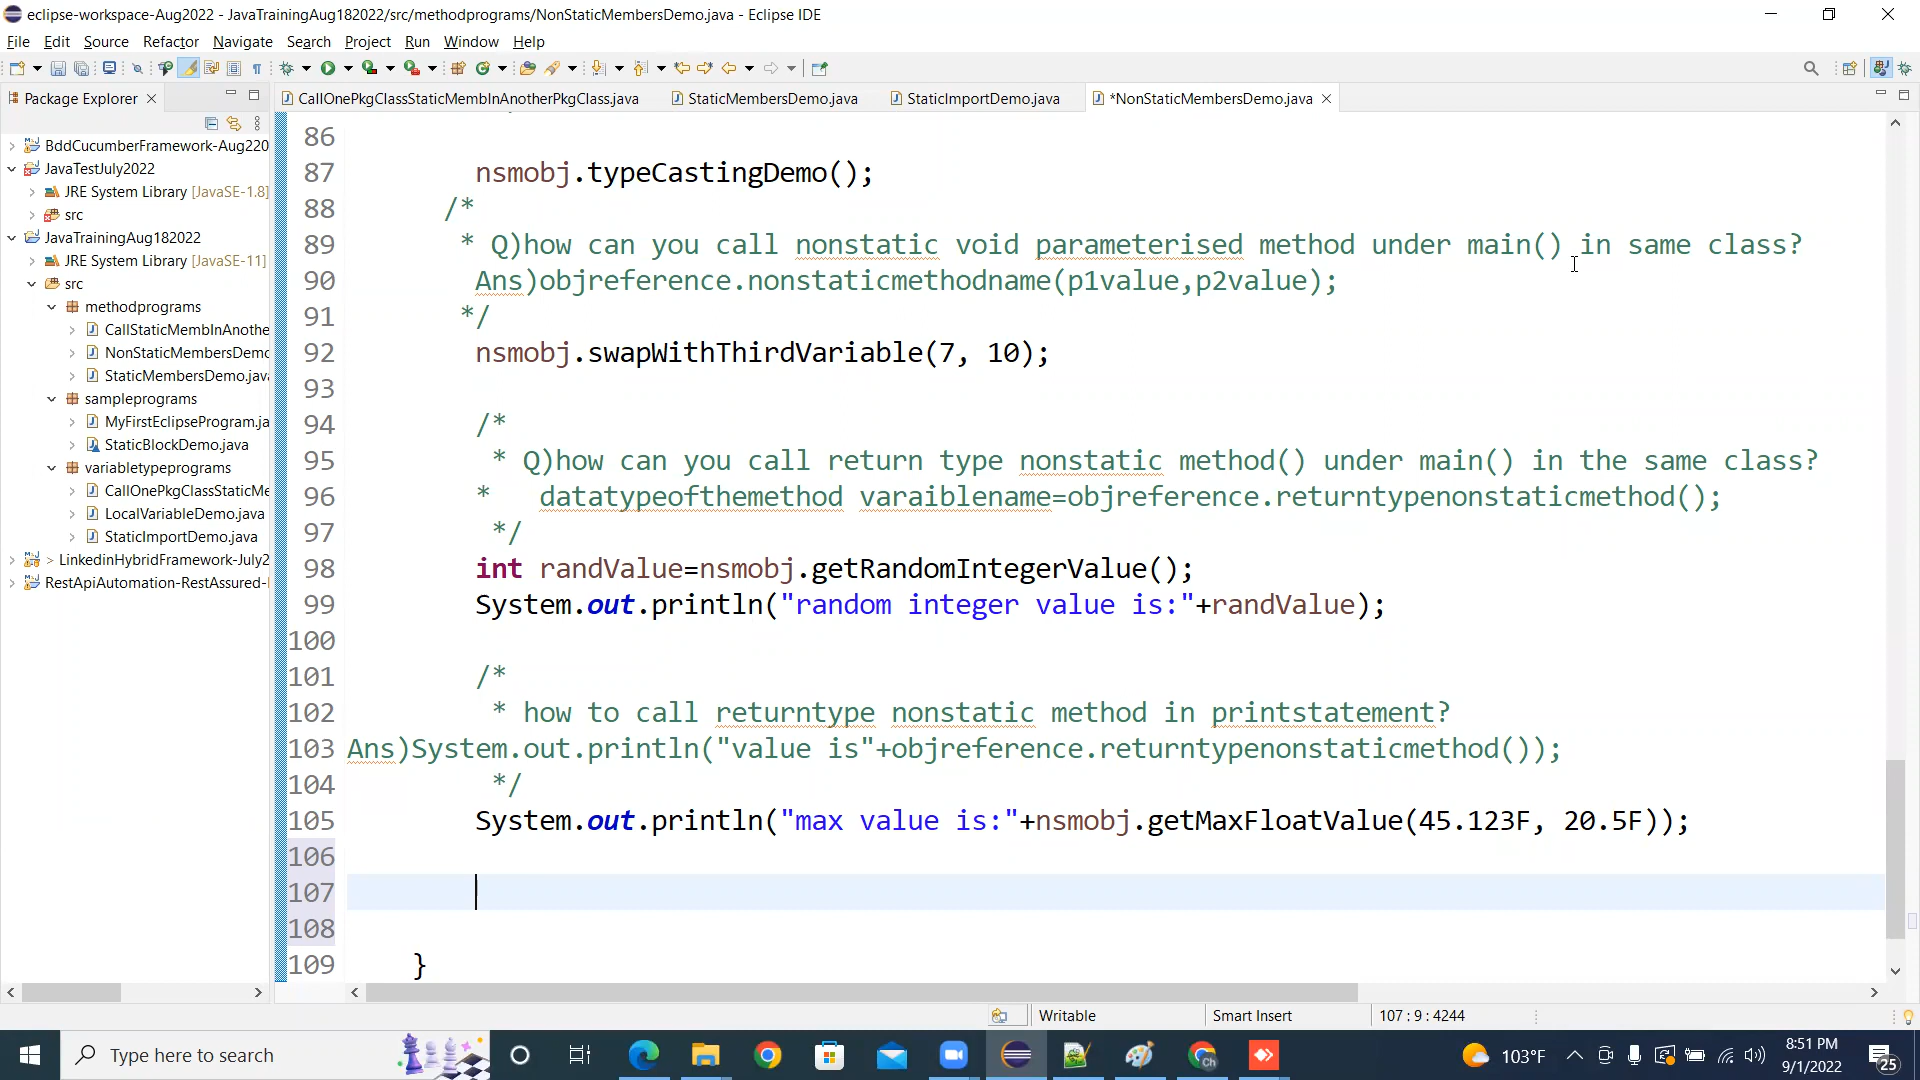 eclipse-workspace-Aug2022 - JavaTrainingAug182022/src/methodprograms/NonStaticMembersDemo.java - Eclipse IDE
File Edit Source Refactor Navigate Search Project Run Window Help
Package Explorer
CallOnePkgClassStaticMembInAnotherPkgClass.java StaticMembersDemo.java StaticImportDemo.java *NonStaticMembersDemo.java
BddCucumberFramework-Aug220
JavaTestJuly2022
JRE System Library [JavaSE-1.8]
src
JavaTrainingAug182022
JRE System Library [JavaSE-11]
src
methodprograms
CallStaticMembInAnothe
NonStaticMembersDemo
StaticMembersDemo.java
sampleprograms
MyFirstEclipseProgram.ja
StaticBlockDemo.java
variabletypeprograms
CallOnePkgClassStaticMe
LocalVariableDemo.java
StaticImportDemo.java
> LinkedinHybridFramework-July2
RestApiAutomation-RestAssured-
86
87 nsmobj.typeCastingDemo();
88 /*
89 * Q)how can you call nonstatic void parameterised method under main() in same class?
90 Ans)objreference.nonstaticmethodname(p1value,p2value);
91 */
92 nsmobj.swapWithThirdVariable(7, 10);
93
94 /*
95 * Q)how can you call return type nonstatic method() under main() in the same class?
96 * datatypeofthemethod varaiblename=objreference.returntypenonstaticmethod();
97 */
98 int randValue=nsmobj.getRandomIntegerValue();
99 System.out.println("random integer value is:"+randValue);
100
101 /*
102 * how to call returntype nonstatic method in printstatement?
103 Ans)System.out.println("value is"+objreference.returntypenonstaticmethod());
104 */
105 System.out.println("max value is:"+nsmobj.getMaxFloatValue(45.123F, 20.5F));
106
107
108
109 }
Writable Smart Insert 107 : 9 : 4244
Type here to search
103°F
8:51 PM
9/1/2022
25